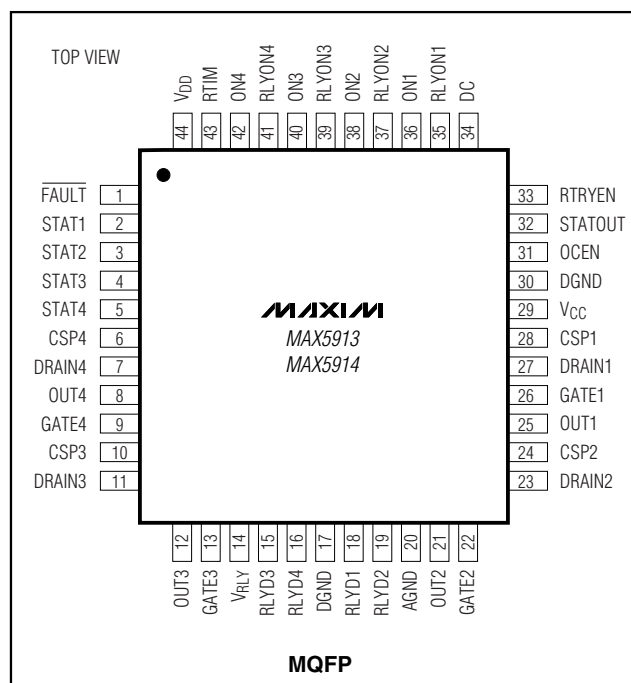 TOP VIEW
VDD
RTIM
ON4
RLYON4
ON3
RLYON3
ON2
RLYON2
ON1
RLYON1
DC
44
43
42
41
40
39
38
37
36
35
34
FAULT 1
STAT1 2
STAT2 3
STAT3 4
STAT4 5
CSP4 6
DRAIN4 7
OUT4 8
GATE4 9
CSP3 10
DRAIN3 11
MAXIM
MAX5913
MAX5914
33 RTRYEN
32 STATOUT
31 OCEN
30 DGND
29 VCC
28 CSP1
27 DRAIN1
26 GATE1
25 OUT1
24 CSP2
23 DRAIN2
12
13
14
15
16
17
18
19
20
21
22
OUT3
GATE3
VRLY
RLYD3
RLYD4
DGND
RLYD1
RLYD2
AGND
OUT2
GATE2
MQFP